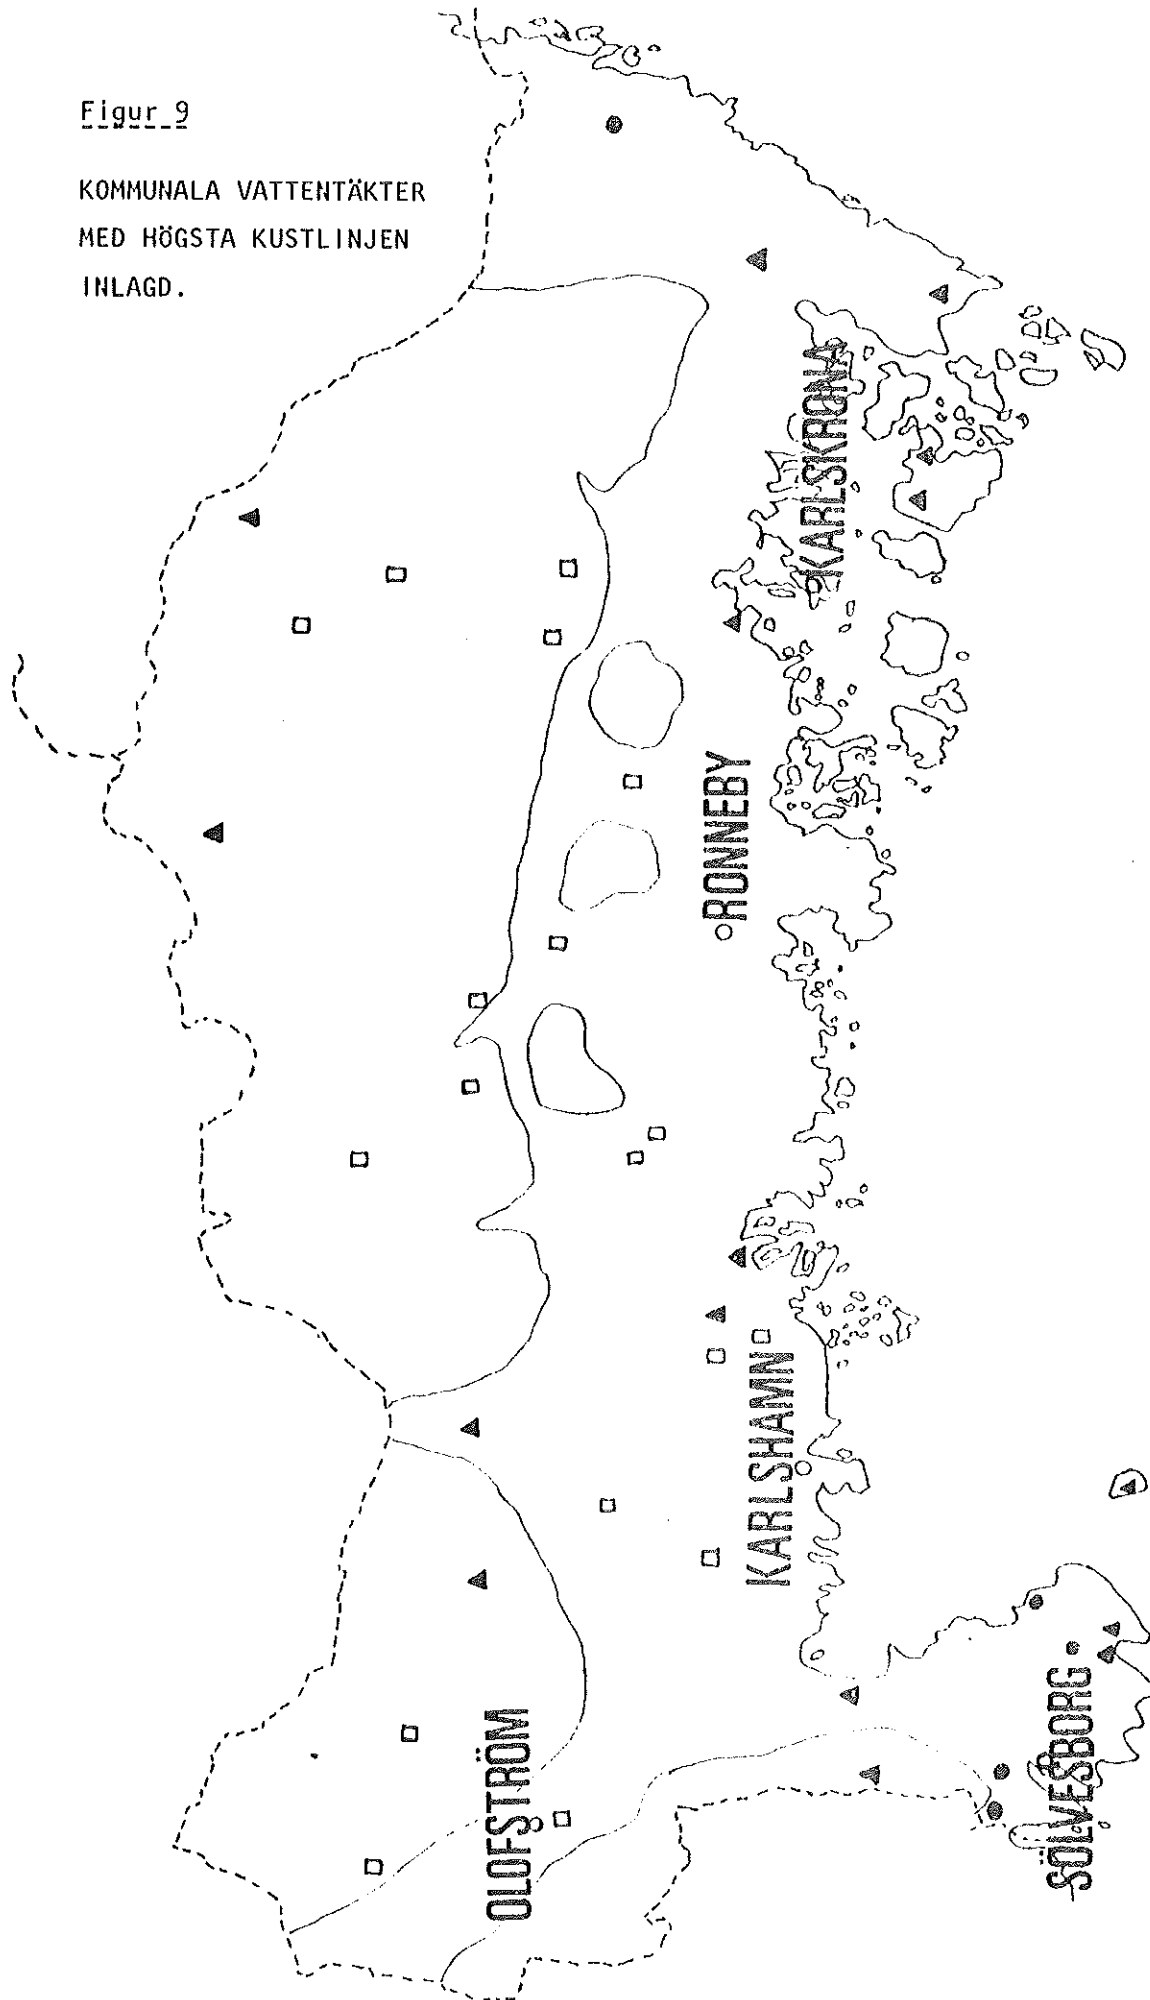 Figur 9
KOMMUNALA VATTENTÄKTER
MED HÖGSTA KUSTLINJEN
INLAGD.
KARLSKRONA
RONNEBY
KARLSHAMN
OLOFSTRÖM
SÖLVESBORG